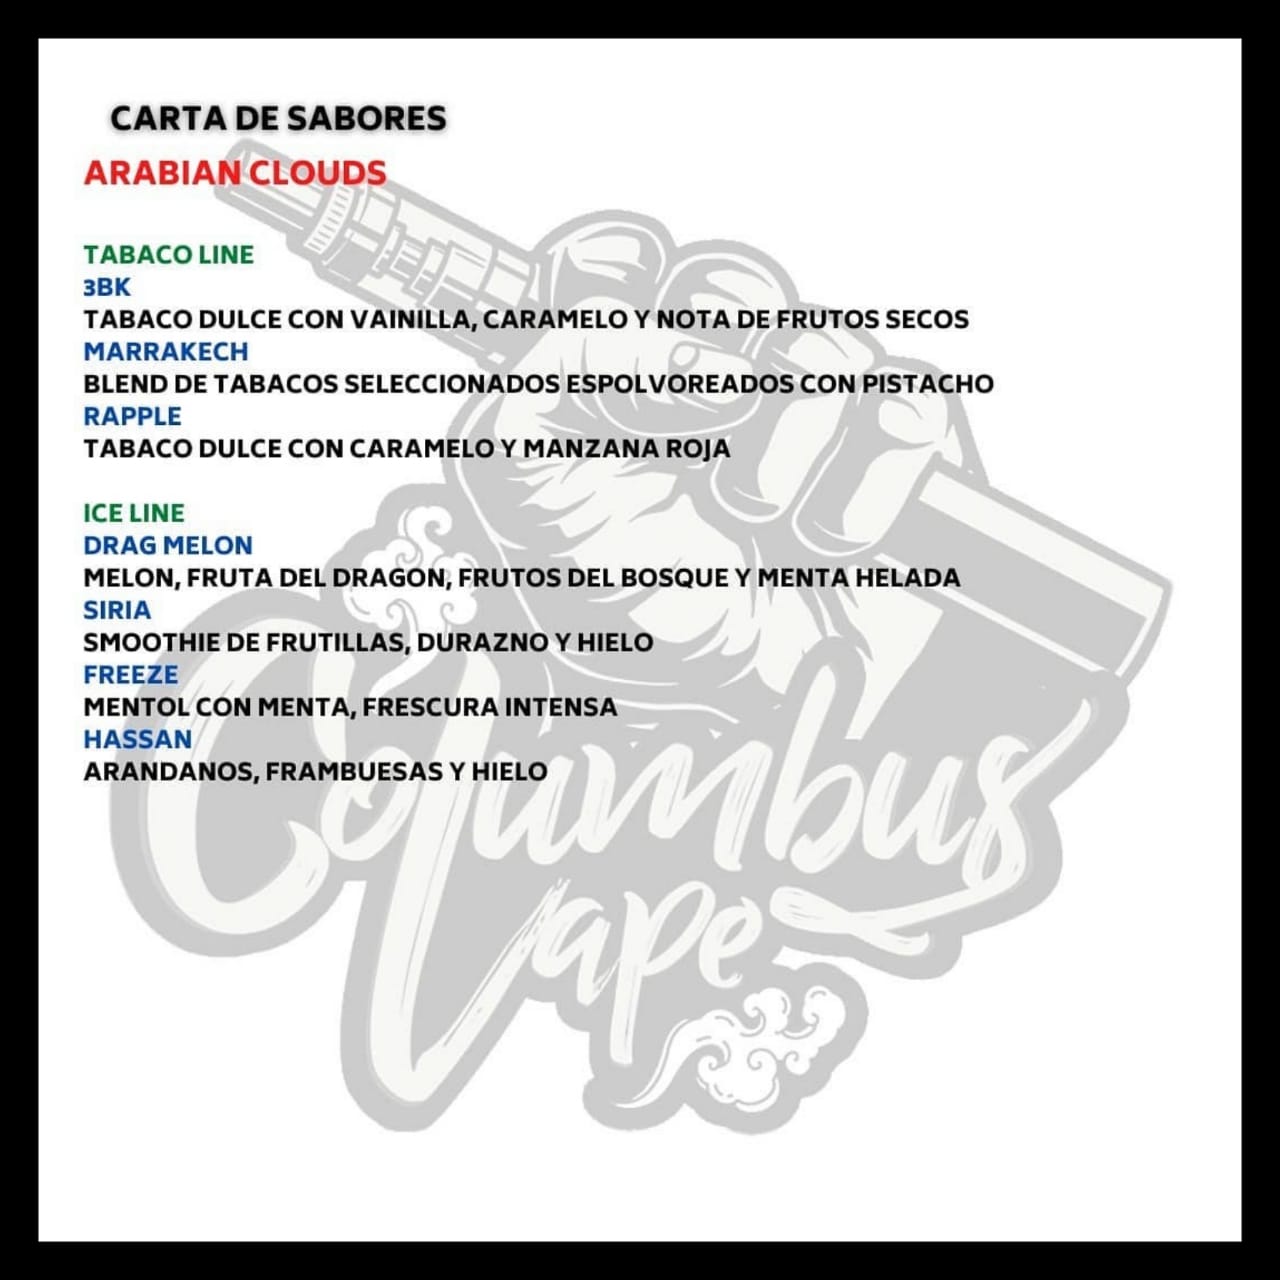 CARTA DE SABORES
ARABIAN CLOUDS
TABACO LINE
3BK
TABACO DULCE CON VAINILLA, CARAMELO Y NOTA DE FRUTOS SECOS
MARRAKECH
BLEND DE TABACOS SELECCIONADOS ESPOLVOREADOS CON PISTACHO
RAPPLE
TABACO DULCE CON CARAMELO Y MANZANA ROJA
ICE LINE
DRAG MELON
MELON, FRUTA DEL DRAGON, FRUTOS DEL BOSQUE Y MENTA HELADA
SIRIA
SMOOTHIE DE FRUTILLAS, DURAZNO Y HIELO
FREEZE
MENTOL CON MENTA, FRESCURA INTENSA
HASSAN
ARANDANOS, FRAMBUESAS Y HIELO
Columbus
Vape